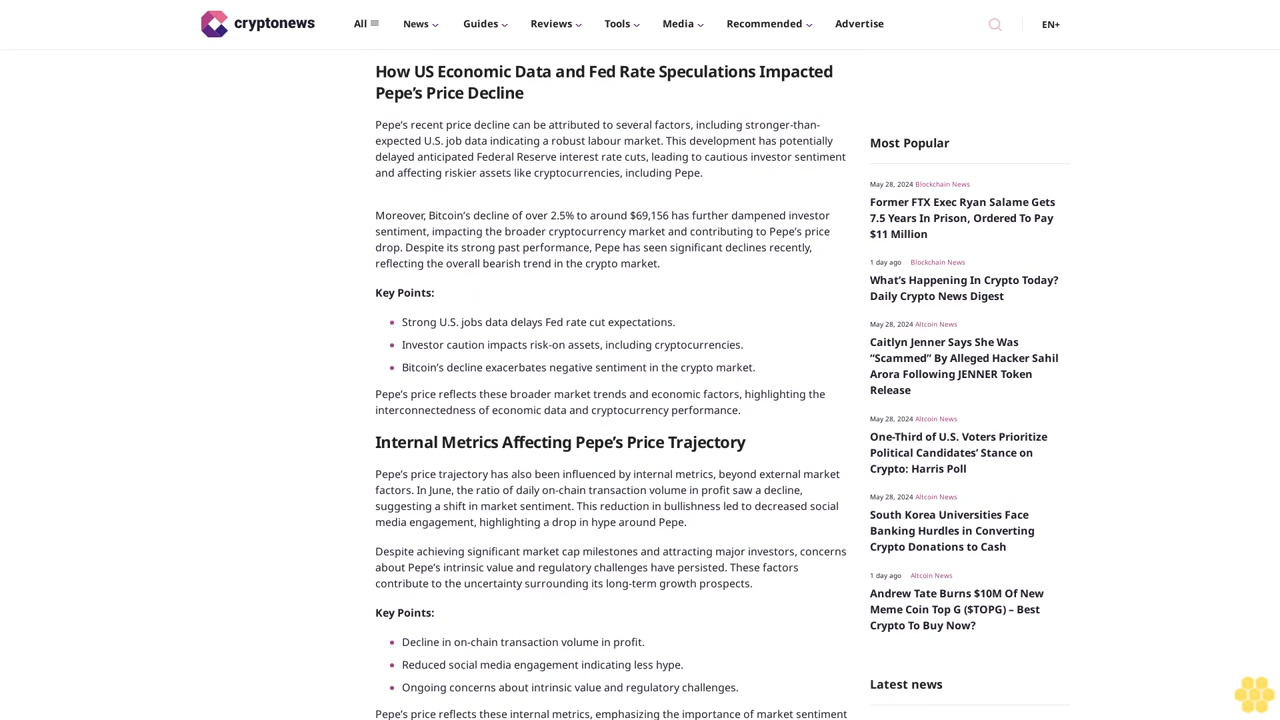 cryptonews
All
News
Guides
Reviews
Tools
Media
Recommended
Advertise
EN+
How US Economic Data and Fed Rate Speculations Impacted
Pepe’s Price Decline
Pepe’s recent price decline can be attributed to several factors, including stronger-than-
expected U.S. job data indicating a robust labour market. This development has potentially
delayed anticipated Federal Reserve interest rate cuts, leading to cautious investor sentiment
and affecting riskier assets like cryptocurrencies, including Pepe.
Moreover, Bitcoin’s decline of over 2.5% to around $69,156 has further dampened investor
sentiment, impacting the broader cryptocurrency market and contributing to Pepe’s price
drop. Despite its strong past performance, Pepe has seen significant declines recently,
reflecting the overall bearish trend in the crypto market.
Key Points:
Strong U.S. jobs data delays Fed rate cut expectations.
Investor caution impacts risk-on assets, including cryptocurrencies.
Bitcoin’s decline exacerbates negative sentiment in the crypto market.
Pepe’s price reflects these broader market trends and economic factors, highlighting the
interconnectedness of economic data and cryptocurrency performance.
Internal Metrics Affecting Pepe’s Price Trajectory
Pepe’s price trajectory has also been influenced by internal metrics, beyond external market
factors. In June, the ratio of daily on-chain transaction volume in profit saw a decline,
suggesting a shift in market sentiment. This reduction in bullishness led to decreased social
media engagement, highlighting a drop in hype around Pepe.
Despite achieving significant market cap milestones and attracting major investors, concerns
about Pepe’s intrinsic value and regulatory challenges have persisted. These factors
contribute to the uncertainty surrounding its long-term growth prospects.
Key Points:
Decline in on-chain transaction volume in profit.
Reduced social media engagement indicating less hype.
Ongoing concerns about intrinsic value and regulatory challenges.
Pepe’s price reflects these internal metrics, emphasizing the importance of market sentiment
Most Popular
May 28, 2024 Blockchain News
Former FTX Exec Ryan Salame Gets
7.5 Years In Prison, Ordered To Pay
$11 Million
1 day ago Blockchain News
What’s Happening In Crypto Today?
Daily Crypto News Digest
May 28, 2024 Altcoin News
Caitlyn Jenner Says She Was
“Scammed” By Alleged Hacker Sahil
Arora Following JENNER Token
Release
May 28, 2024 Altcoin News
One-Third of U.S. Voters Prioritize
Political Candidates’ Stance on
Crypto: Harris Poll
May 28, 2024 Altcoin News
South Korea Universities Face
Banking Hurdles in Converting
Crypto Donations to Cash
1 day ago Altcoin News
Andrew Tate Burns $10M Of New
Meme Coin Top G ($TOPG) – Best
Crypto To Buy Now?
Latest news